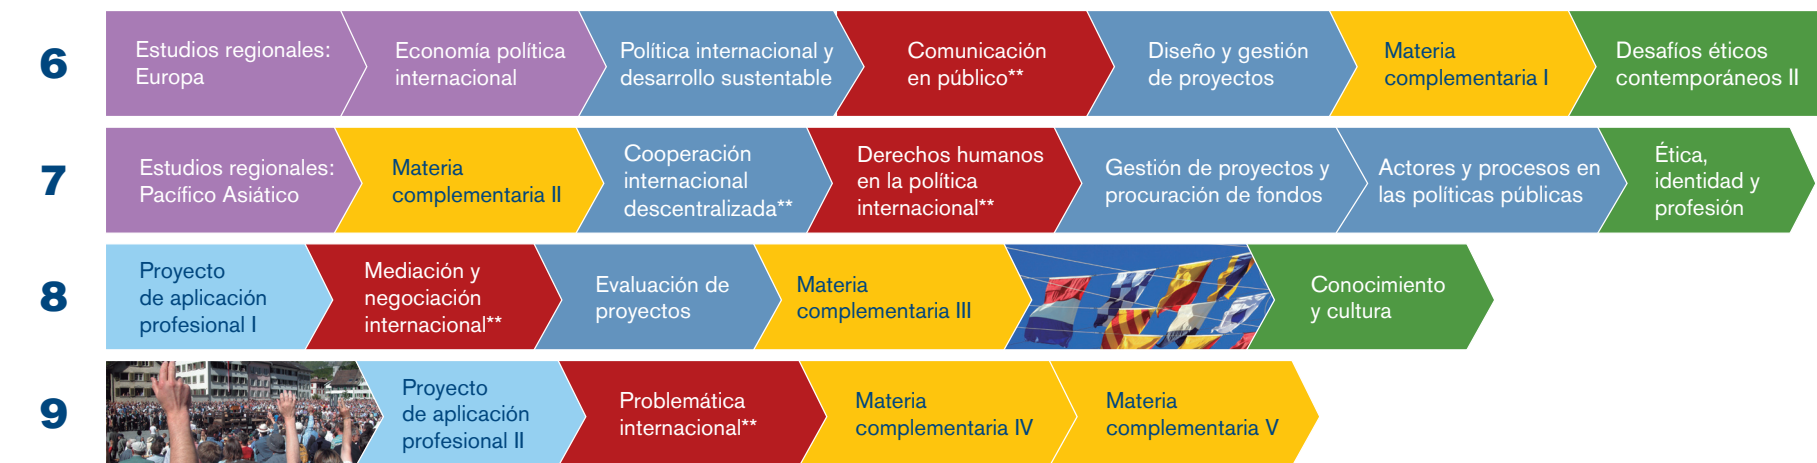 6
Estudios regionales:
Europa
Economía política
internacional
Política internacional y
desarrollo sustentable
Comunicación
en público**
Diseño y gestión
de proyectos
Materia
complementaria I
Desafíos éticos
contemporáneos II
7
Estudios regionales:
Pacífico Asiático
Materia
complementaria II
Cooperación
internacional
descentralizada**
Derechos humanos
en la política
internacional**
Gestión de proyectos y
procuración de fondos
Actores y procesos en
las políticas públicas
Ética,
identidad y
profesión
8
Proyecto
de aplicación
profesional I
Mediación y
negociación
internacional**
Evaluación de
proyectos
Materia
complementaria III
Conocimiento
y cultura
9
Proyecto
de aplicación
profesional II
Problemática
internacional**
Materia
complementaria IV
Materia
complementaria V